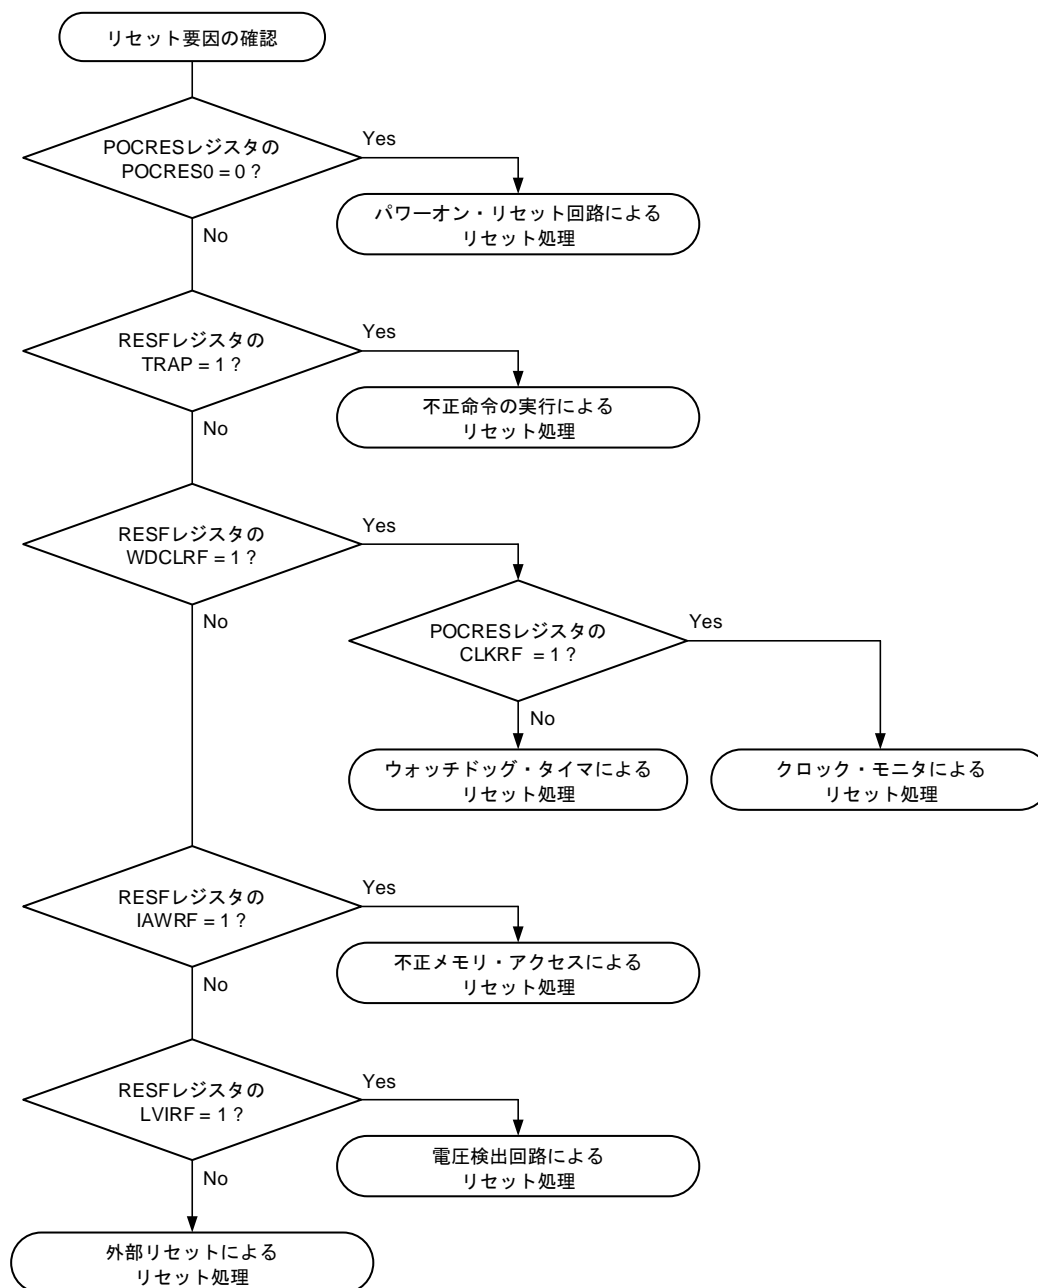 リセット要因の確認
POCRESレジスタの
POCRES0 = 0 ?
Yes
パワーオン・リセット回路による
リセット処理
No
RESFレジスタの
TRAP = 1 ?
Yes
不正命令の実行による
リセット処理
No
RESFレジスタの
WDCLRF = 1 ?
Yes
No
POCRESレジスタの
CLKRF = 1 ?
Yes
No
ウォッチドッグ・タイマによる
リセット処理
クロック・モニタによる
リセット処理
RESFレジスタの
IAWRF = 1 ?
Yes
不正メモリ・アクセスによる
リセット処理
No
RESFレジスタの
LVIRF = 1 ?
Yes
電圧検出回路による
リセット処理
No
外部リセットによる
リセット処理